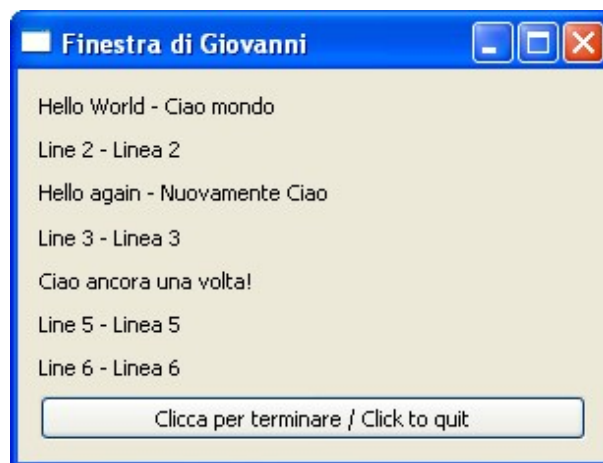 Finestra di Giovanni
Hello World - Ciao mondo
Line 2 - Linea 2
Hello again - Nuovamente Ciao
Line 3 - Linea 3
Ciao ancora una volta!
Line 5 - Linea 5
Line 6 - Linea 6
Clicca per terminare / Click to quit